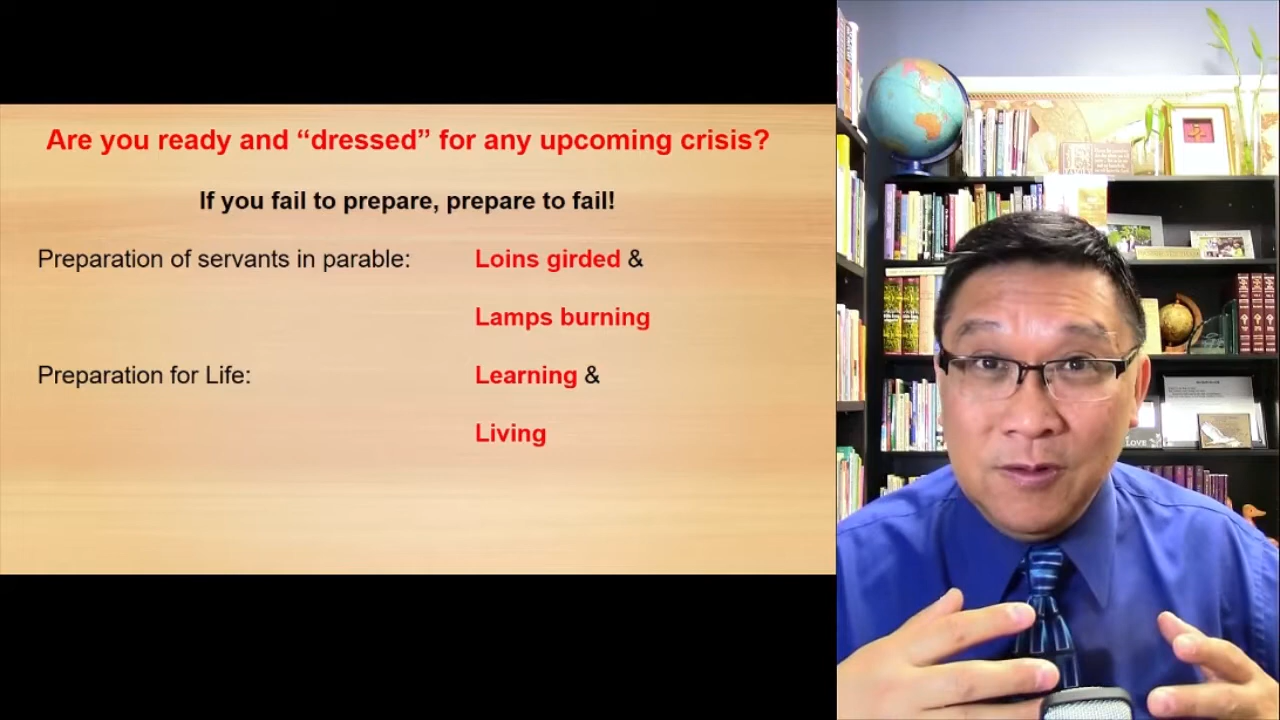 Are you ready and “dressed” for any upcoming crisis?
If you fail to prepare, prepare to fail!
Preparation of servants in parable: Loins girded &
Lamps burning
Preparation for Life: Learning &
Living
LOVE